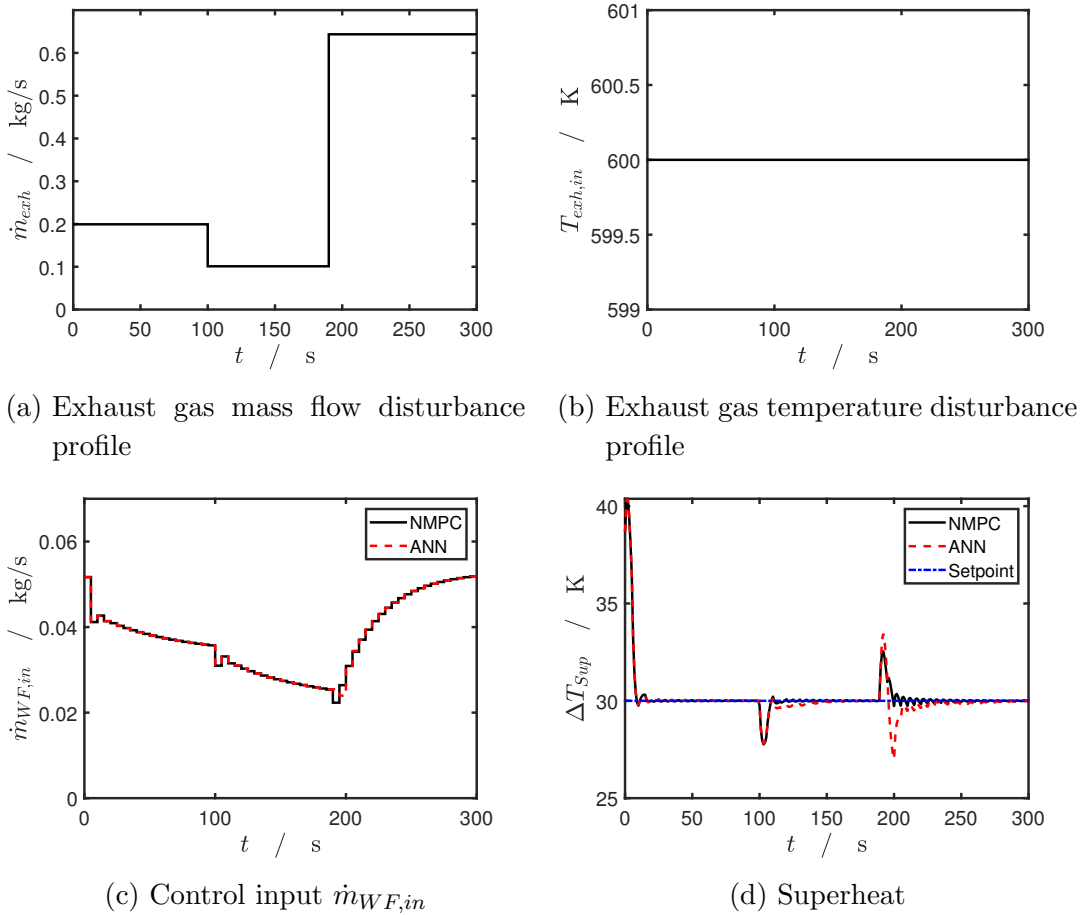 0.6
0.5
0.4
0.3
0.2
0.1
0
ṁ_exh / kg/s
0 50 100 150 200 250 300
t / s
601
600.5
600
599.5
599
T_exh,in / K
0 100 200 300
t / s
(a) Exhaust gas mass flow disturbance
profile
(b) Exhaust gas temperature disturbance
profile
0.06
0.04
0.02
0
ṁ_WF,in / kg/s
NMPC
ANN
0 100 200 300
t / s
40
35
30
25
ΔT_Sup / K
NMPC
ANN
Setpoint
0 50 100 150 200 250 300
t / s
(c) Control input ṁ_WF,in
(d) Superheat